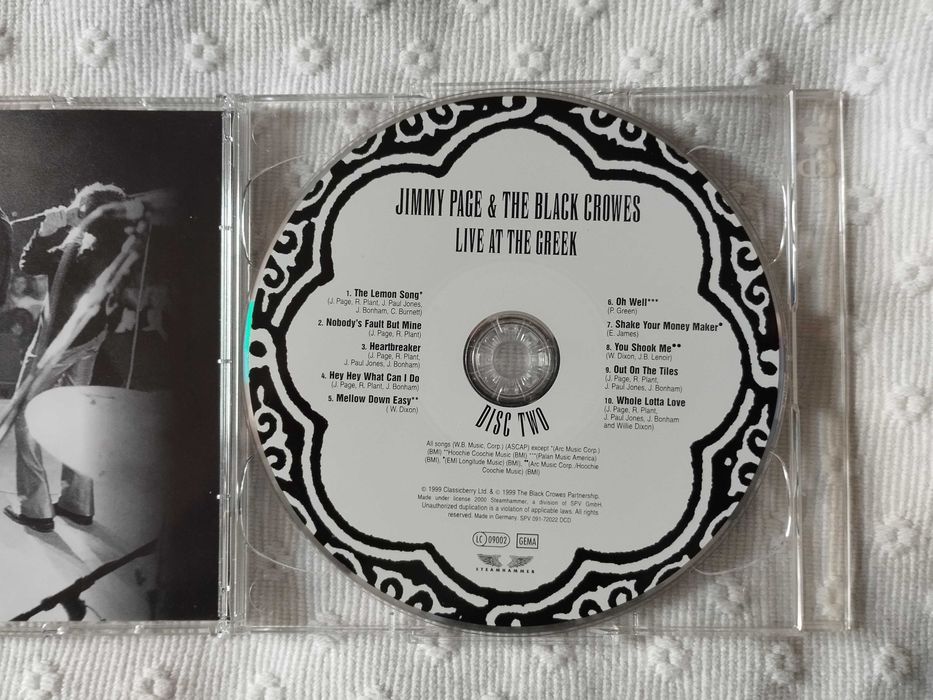 JIMMY PAGE & THE BLACK CROWES
LIVE AT THE GREEK
1. The Lemon Song*
(J. Page, R. Plant, J. Paul Jones,
J. Bonham, C. Burnett)
2. Nobody's Fault But Mine
(J. Page, R. Plant)
3. Heartbreaker
(J. Page, R. Plant,
J. Paul Jones, J. Bonham)
4. Hey Hey What Can I Do
(J. Page, R. Plant, J. Bonham)
5. Mellow Down Easy**
( W. Dixon)
6. Oh Well***
(P. Green)
7. Shake Your Money Maker•
(E. James)
8. You Shook Me••
(W. Dixon, J.B. Lenoir)
9. Out On The Tiles
(J. Page, R. Plant,
J. Paul Jones, J. Bonham)
10. Whole Lotta Love
(J. Page, R. Plant,
J. Paul Jones, J. Bonham
and Willie Dixon)
DISC TWO
All songs (W.B. Music, Corp.) (ASCAP) except *(Arc Music Corp.)
(BMI) **Hoochie Coochie Music (BMI) ***(Palan Music America)
(BMI), •(EMI Longitude Music) (BMI), ••(Arc Music Corp./Hoochie
Coochie Music) (BMI)
℗ 1999 Classicberry Ltd. & © 1999 The Black Crowes Partnership.
Made under license 2000 Steamhammer, a division of SPV GmbH.
Unauthorized duplication is a violation of applicable laws. All rights
reserved. Made in Germany. SPV 091-72022 DCD
LC 09002 GEMA
STEAMHAMMER